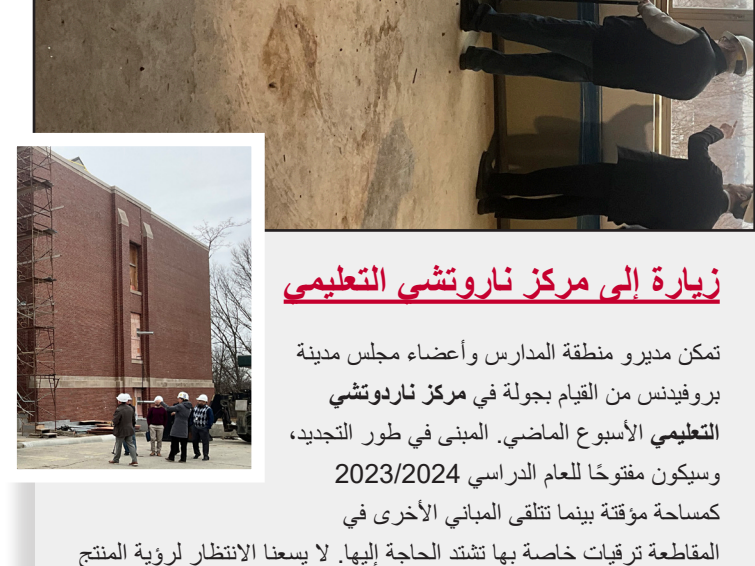 زيارة إلى مركز ناروتشي التعليمي
تمكن مديرو منطقة المدارس وأعضاء مجلس مدينة
بروفيدنس من القيام بجولة في مركز ناردوتشي
التعليمي الأسبوع الماضي. المبنى في طور التجديد،
وسيكون مفتوحًا للعام الدراسي 2023/2024
كمساحة مؤقتة بينما تتلقى المباني الأخرى في
المقاطعة ترقيات خاصة بها تشتد الحاجة إليها. لا يسعنا الانتظار لرؤية المنتج